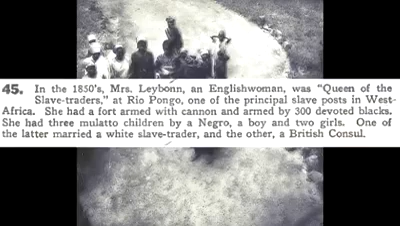 45. In the 1850's, Mrs. Leybonn, an Englishwoman, was "Queen of the
Slave-traders," at Rio Pongo, one of the principal slave posts in West-
Africa. She had a fort armed with cannon and armed by 300 devoted blacks.
She had three mulatto children by a Negro, a boy and two girls. One of
the latter married a white slave-trader, and the other, a British Consul.